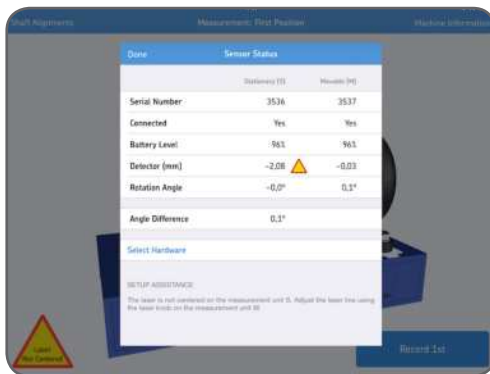 Shaft Alignments
Measurement: First Position
Machine Information
Done
Sensor Status
Stationary (S)
Movable (M)
Serial Number 3536 3537
Connected Yes Yes
Battery Level 96% 96%
Detector (mm) -2,08 -0,03
Rotation Angle -0,0° 0,1°
Angle Difference 0,1°
Select Hardware
SETUP ASSISTANCE
The laser is not centered on the measurement unit S. Adjust the laser line using
the laser knob on the measurement unit M
Not Centered
Record 1st